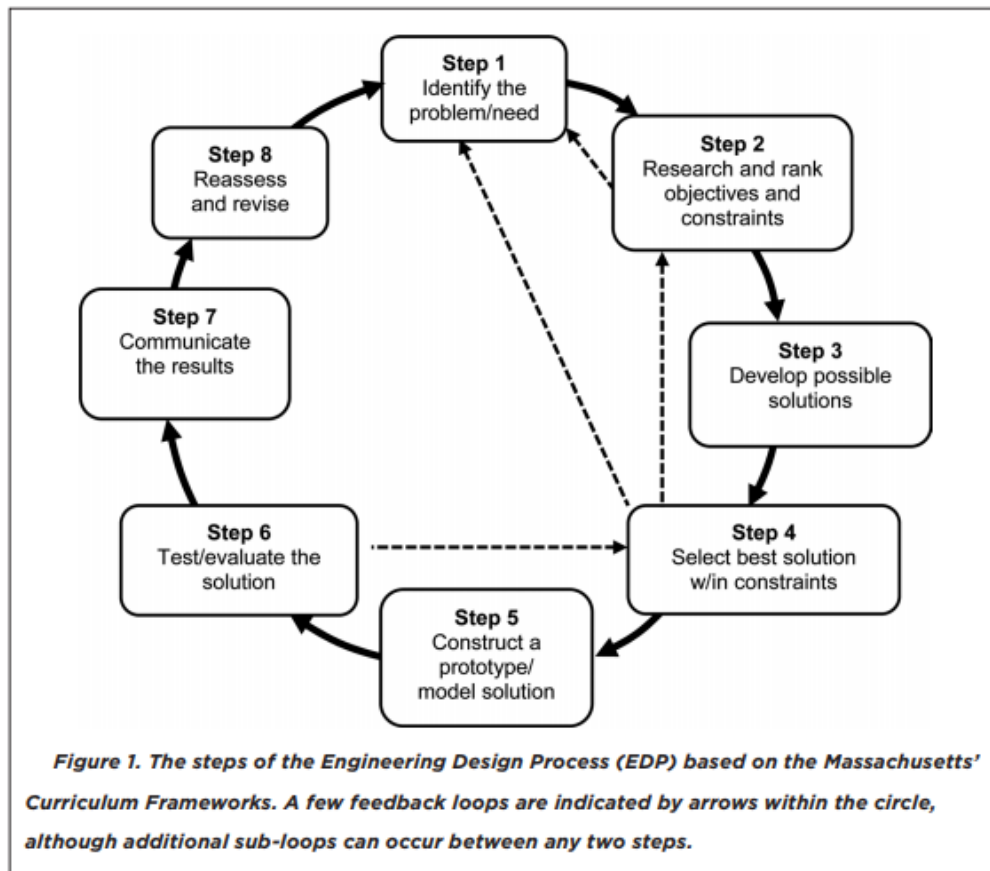 Step 1
Identify the
problem/need
Step 2
Research and rank
objectives and
constraints
Step 3
Develop possible
solutions
Step 4
Select best solution
w/in constraints
Step 5
Construct a
prototype/
model solution
Step 6
Test/evaluate the
solution
Step 7
Communicate
the results
Step 8
Reassess
and revise
Figure 1. The steps of the Engineering Design Process (EDP) based on the Massachusetts’
Curriculum Frameworks. A few feedback loops are indicated by arrows within the circle,
although additional sub-loops can occur between any two steps.